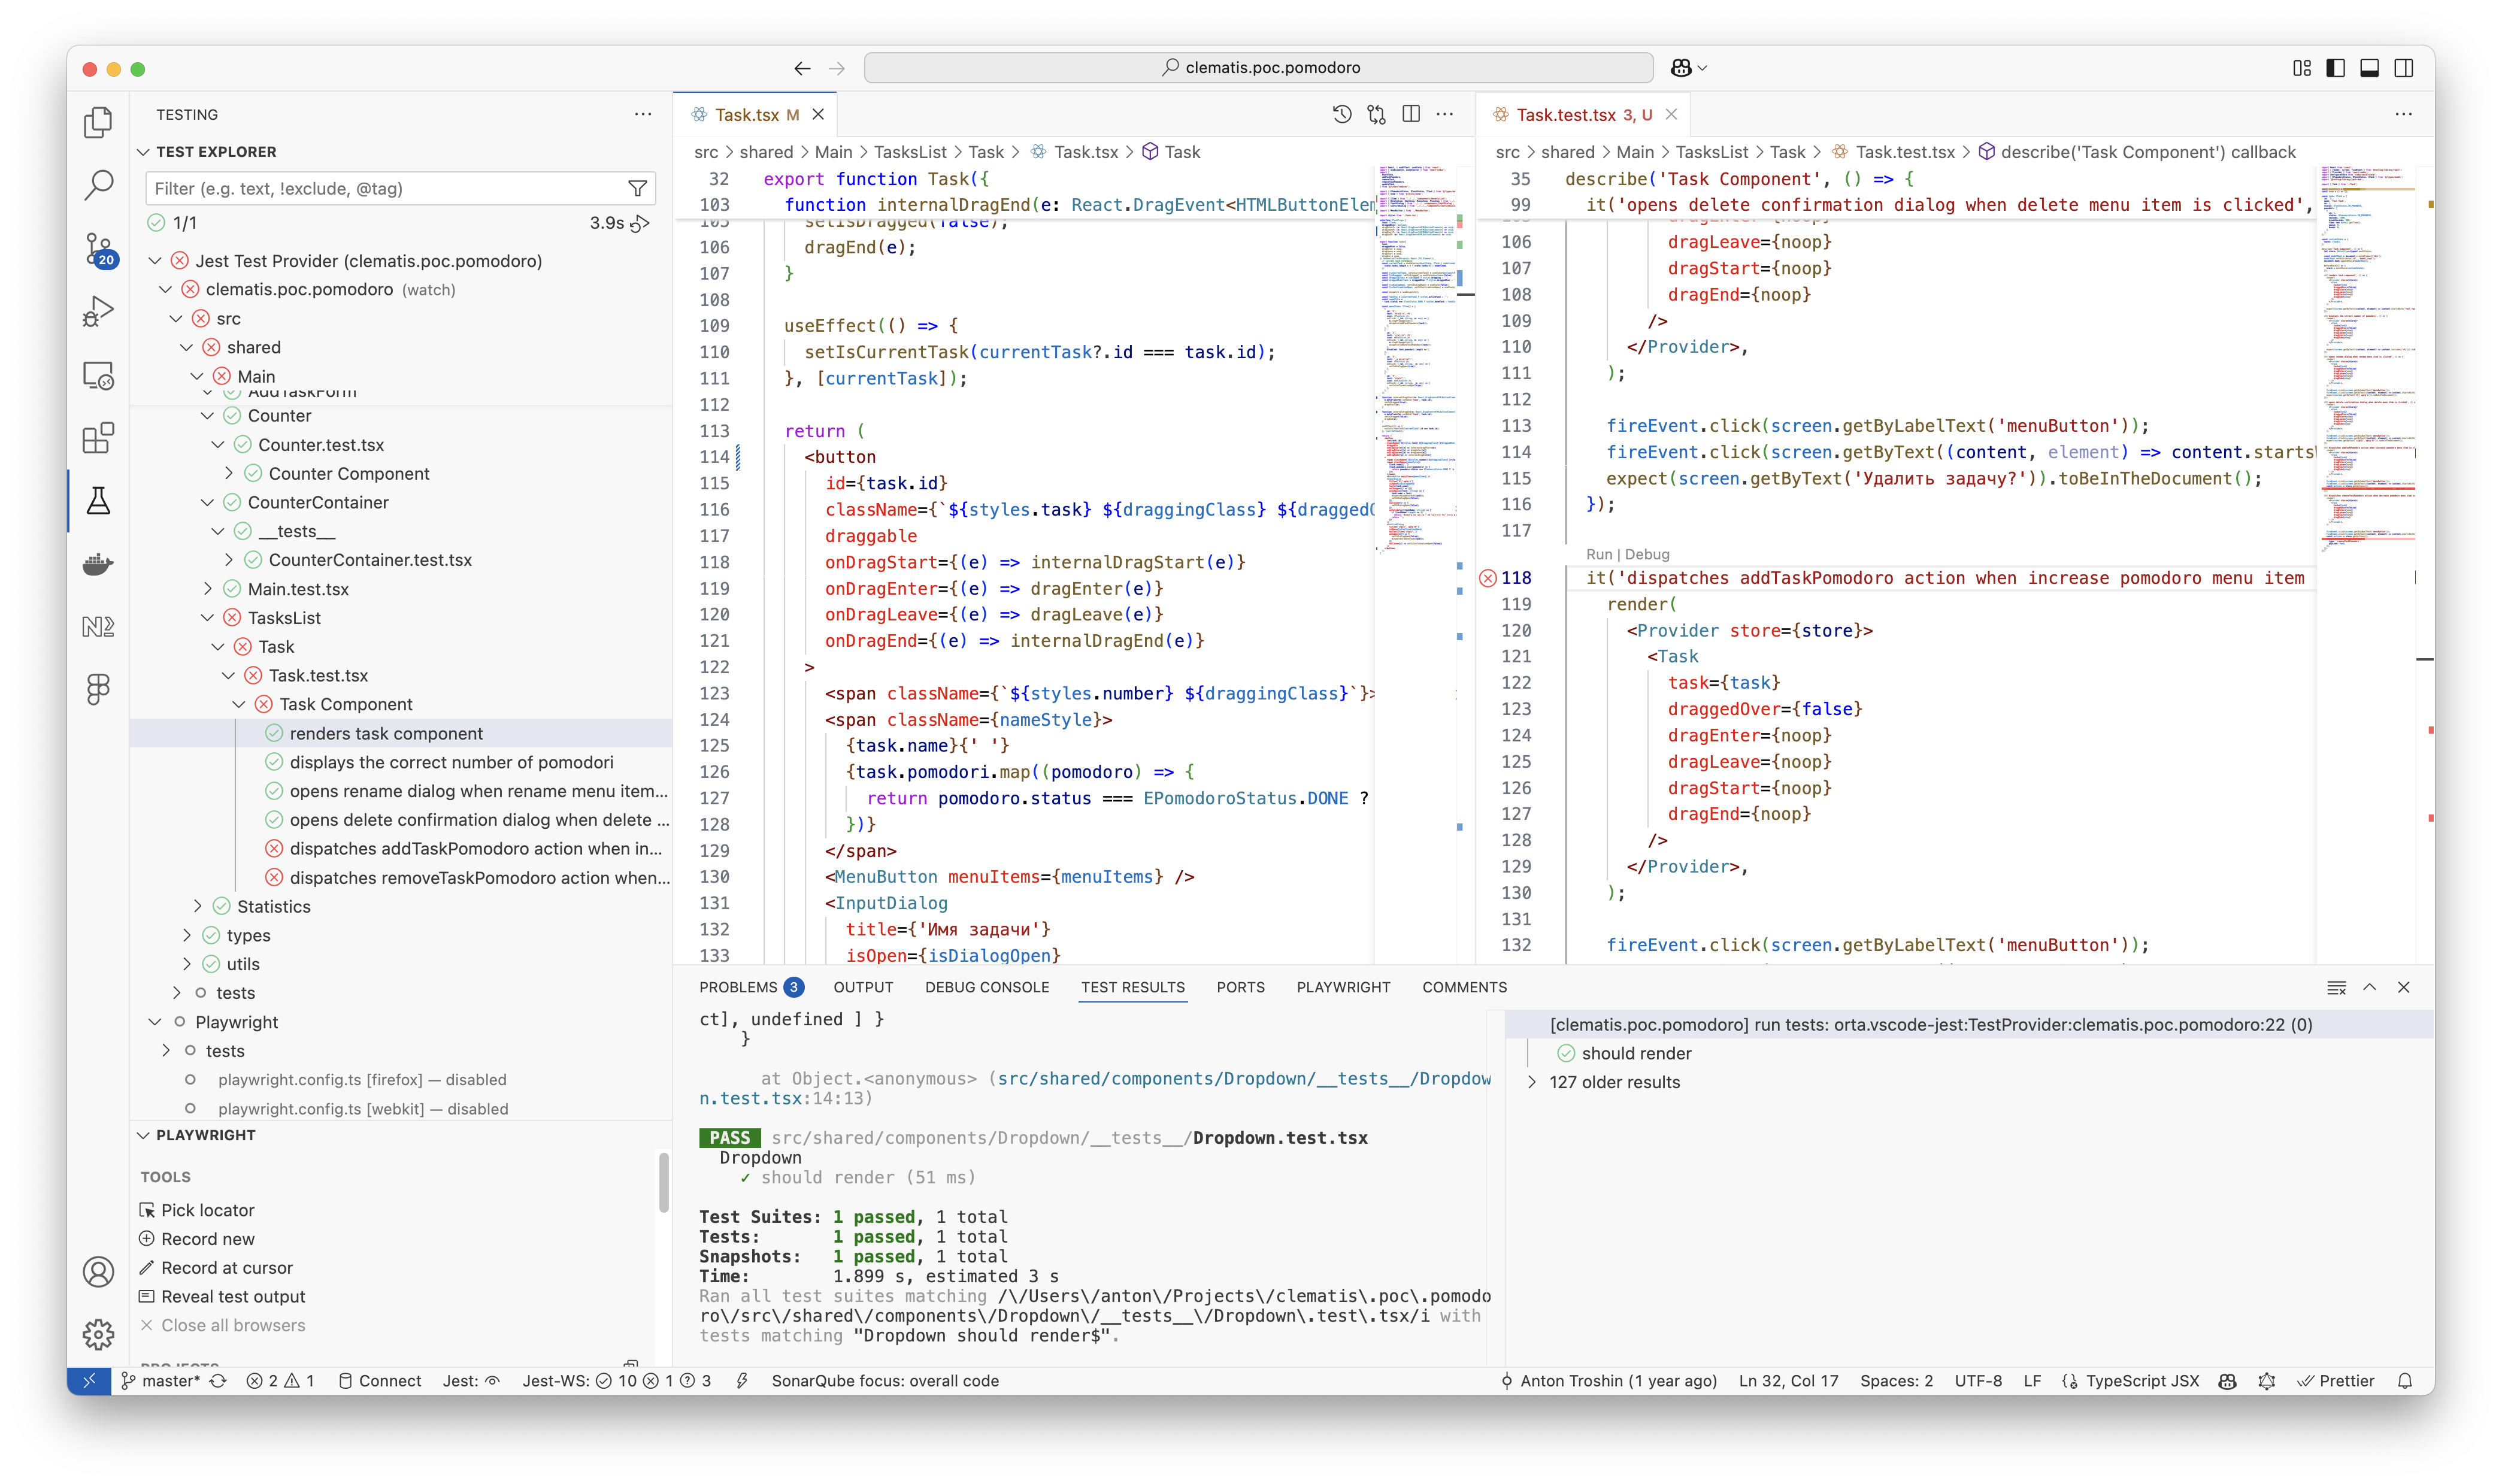 clematis.poc.pomodoro
TESTING
TEST EXPLORER
Filter (e.g. text, !exclude, @tag)
1/1
3.9s
Jest Test Provider (clematis.poc.pomodoro)
clematis.poc.pomodoro (watch)
src
shared
Main
AddTaskForm
Counter
Counter.test.tsx
Counter Component
CounterContainer
__tests__
CounterContainer.test.tsx
Main.test.tsx
TasksList
Task
Task.test.tsx
Task Component
renders task component
displays the correct number of pomodori
opens rename dialog when rename menu item...
opens delete confirmation dialog when delete ...
dispatches addTaskPomodoro action when in...
dispatches removeTaskPomodoro action when...
Statistics
types
utils
tests
Playwright
tests
playwright.config.ts [firefox] — disabled
playwright.config.ts [webkit] — disabled
PLAYWRIGHT
TOOLS
Pick locator
Record new
Record at cursor
Reveal test output
Close all browsers
PROJECTS
20
Task.tsx M
src > shared > Main > TasksList > Task > Task.tsx > Task
32 export function Task({
103 function internalDragEnd(e: React.DragEvent<HTMLButtonElem
105 setIsDragged(false);
106 dragEnd(e);
107 }
108
109 useEffect(() => {
110 setIsCurrentTask(currentTask?.id === task.id);
111 }, [currentTask]);
112
113 return (
114 <button
115 id={task.id}
116 className={`${styles.task} ${draggingClass} ${draggedO
117 draggable
118 onDragStart={(e) => internalDragStart(e)}
119 onDragEnter={(e) => dragEnter(e)}
120 onDragLeave={(e) => dragLeave(e)}
121 onDragEnd={(e) => internalDragEnd(e)}
122 >
123 <span className={`${styles.number} ${draggingClass}`}>
124 <span className={nameStyle}>
125 {task.name}{' '}
126 {task.pomodori.map((pomodoro) => {
127 return pomodoro.status === EPomodoroStatus.DONE ?
128 })}
129 </span>
130 <MenuButton menuItems={menuItems} />
131 <InputDialog
132 title={'Имя задачи'}
133 isOpen={isDialogOpen}
Task.test.tsx 3, U
src > shared > Main > TasksList > Task > Task.test.tsx > describe('Task Component') callback
35 describe('Task Component', () => {
99 it('opens delete confirmation dialog when delete menu item is clicked',
106 dragLeave={noop}
107 dragStart={noop}
108 dragEnd={noop}
109 />
110 </Provider>,
111 );
112
113 fireEvent.click(screen.getByLabelText('menuButton'));
114 fireEvent.click(screen.getByText((content, element) => content.starts
115 expect(screen.getByText('Удалить задачу?')).toBeInTheDocument();
116 });
117
Run | Debug
118 it('dispatches addTaskPomodoro action when increase pomodoro menu item
119 render(
120 <Provider store={store}>
121 <Task
122 task={task}
123 draggedOver={false}
124 dragEnter={noop}
125 dragLeave={noop}
126 dragStart={noop}
127 dragEnd={noop}
128 />
129 </Provider>,
130 );
131
132 fireEvent.click(screen.getByLabelText('menuButton'));
PROBLEMS 3 OUTPUT DEBUG CONSOLE TEST RESULTS PORTS PLAYWRIGHT COMMENTS
ct], undefined ] }
}
at Object.<anonymous> (src/shared/components/Dropdown/__tests__/Dropdow
n.test.tsx:14:13)
PASS src/shared/components/Dropdown/__tests__/Dropdown.test.tsx
Dropdown
✓ should render (51 ms)
Test Suites: 1 passed, 1 total
Tests: 1 passed, 1 total
Snapshots: 1 passed, 1 total
Time: 1.899 s, estimated 3 s
Ran all test suites matching /\/Users\/anton\/Projects\/clematis\.poc\.pomodo
ro\/src\/shared\/components\/Dropdown\/__tests__\/Dropdown\.test\.tsx/i with
tests matching "Dropdown should render$".
[clematis.poc.pomodoro] run tests: orta.vscode-jest:TestProvider:clematis.poc.pomodoro:22 (0)
should render
127 older results
master* 2 1 Connect Jest: Jest-WS: 10 1 3 SonarQube focus: overall code Anton Troshin (1 year ago) Ln 32, Col 17 Spaces: 2 UTF-8 LF TypeScript JSX Prettier